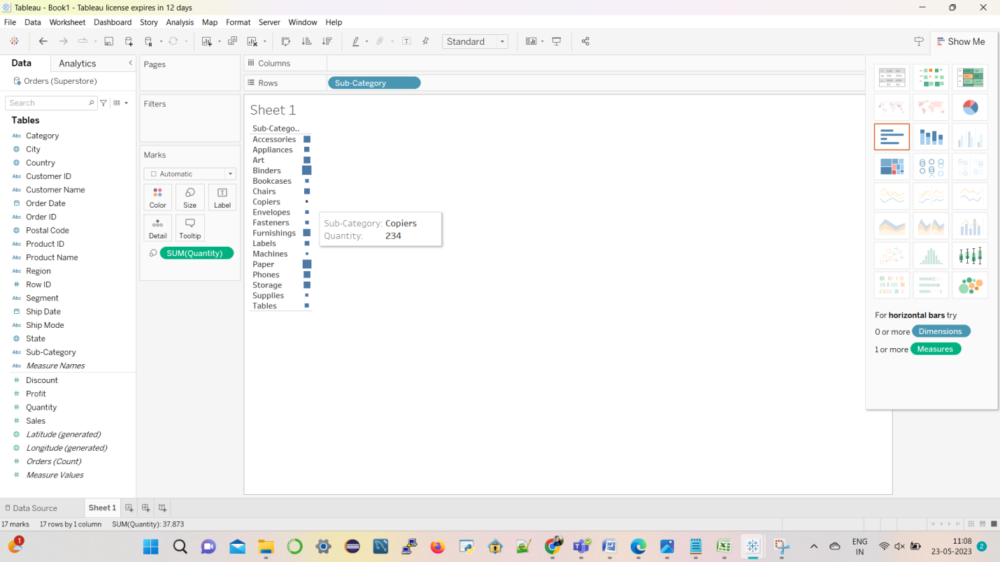 Tableau - Book1 - Tableau license expires in 12 days
File Data Worksheet Dashboard Story Analysis Map Format Server Window Help
Standard
Show Me
Data Analytics
Orders (Superstore)
Search
Tables
Abc Category
City
Country
Abc Customer ID
Abc Customer Name
Order Date
Abc Order ID
Postal Code
Abc Product ID
Abc Product Name
Abc Region
# Row ID
Abc Segment
Ship Date
Abc Ship Mode
State
Abc Sub-Category
Abc Measure Names
# Discount
# Profit
# Quantity
# Sales
Latitude (generated)
Longitude (generated)
# Orders (Count)
# Measure Values
Pages
Filters
Marks
Automatic
Color Size Label
Detail Tooltip
SUM(Quantity)
Columns
Rows Sub-Category
Sheet 1
Sub-Catego..
Accessories
Appliances
Art
Binders
Bookcases
Chairs
Copiers
Envelopes
Fasteners
Furnishings
Labels
Machines
Paper
Phones
Storage
Supplies
Tables
Sub-Category: Copiers
Quantity: 234
For horizontal bars try
0 or more Dimensions
1 or more Measures
Data Source Sheet 1
17 marks 17 rows by 1 column SUM(Quantity): 37,873
1
ENG
IN
11:08
23-05-2023
2